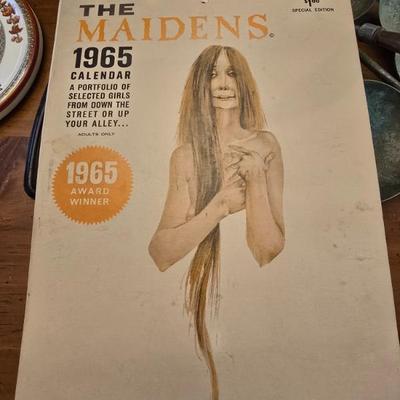 THE
MAIDENS©
1965
CALENDAR
A PORTFOLIO OF
SELECTED GIRLS
FROM DOWN THE
STREET OR UP
YOUR ALLEY...
ADULTS ONLY
1965
AWARD
WINNER
$1.00
SPECIAL EDITION